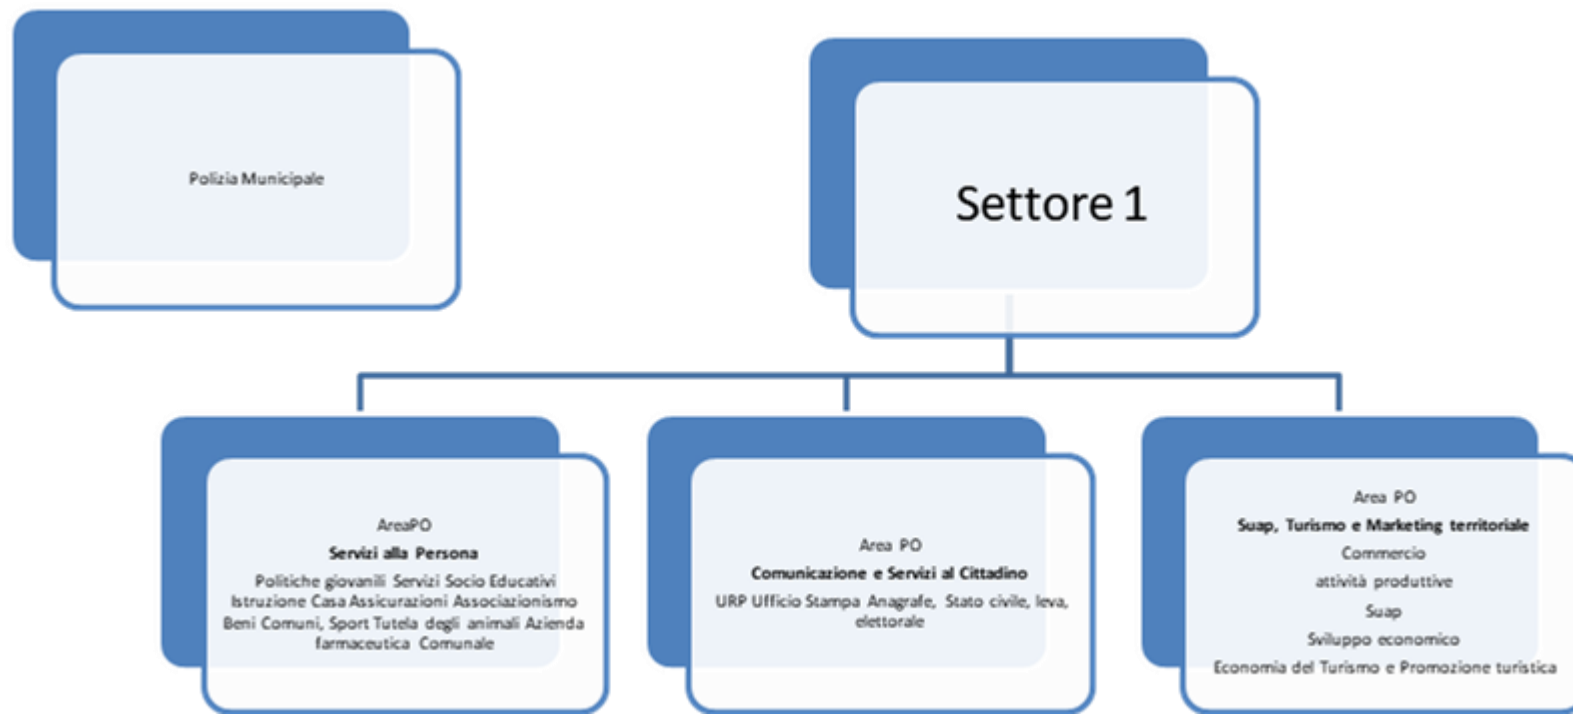 Polizia Municipale
Settore 1
AreaPO
Servizi alla Persona
Politiche giovanili Servizi Socio Educativi
Istruzione Casa Assicurazioni Associazionismo
Beni Comuni, Sport Tutela degli animali Azienda
farmaceutica Comunale
Area PO
Comunicazione e Servizi al Cittadino
URP Ufficio Stampa Anagrafe, Stato civile, leva,
elettorale
Area PO
Suap, Turismo e Marketing territoriale
Commercio
attività produttive
Suap
Sviluppo economico
Economia del Turismo e Promozione turistica